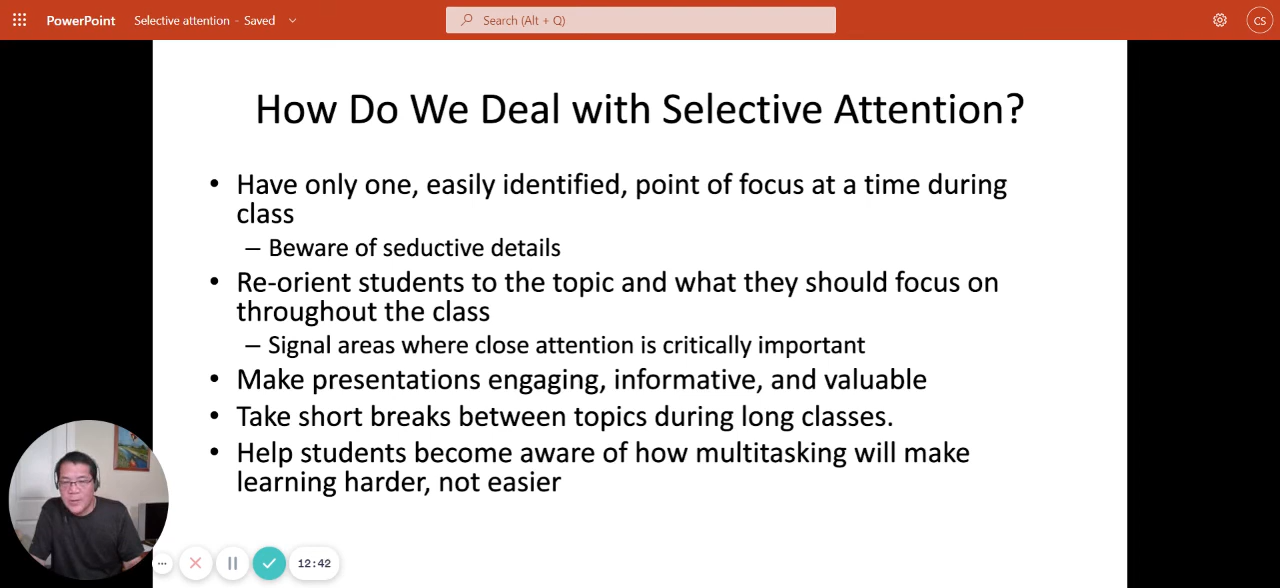 PowerPoint Selective attention - Saved Search (Alt + Q) CS
How Do We Deal with Selective Attention?
• Have only one, easily identified, point of focus at a time during
class
– Beware of seductive details
• Re-orient students to the topic and what they should focus on
throughout the class
– Signal areas where close attention is critically important
• Make presentations engaging, informative, and valuable
• Take short breaks between topics during long classes.
• Help students become aware of how multitasking will make
learning harder, not easier
12:42